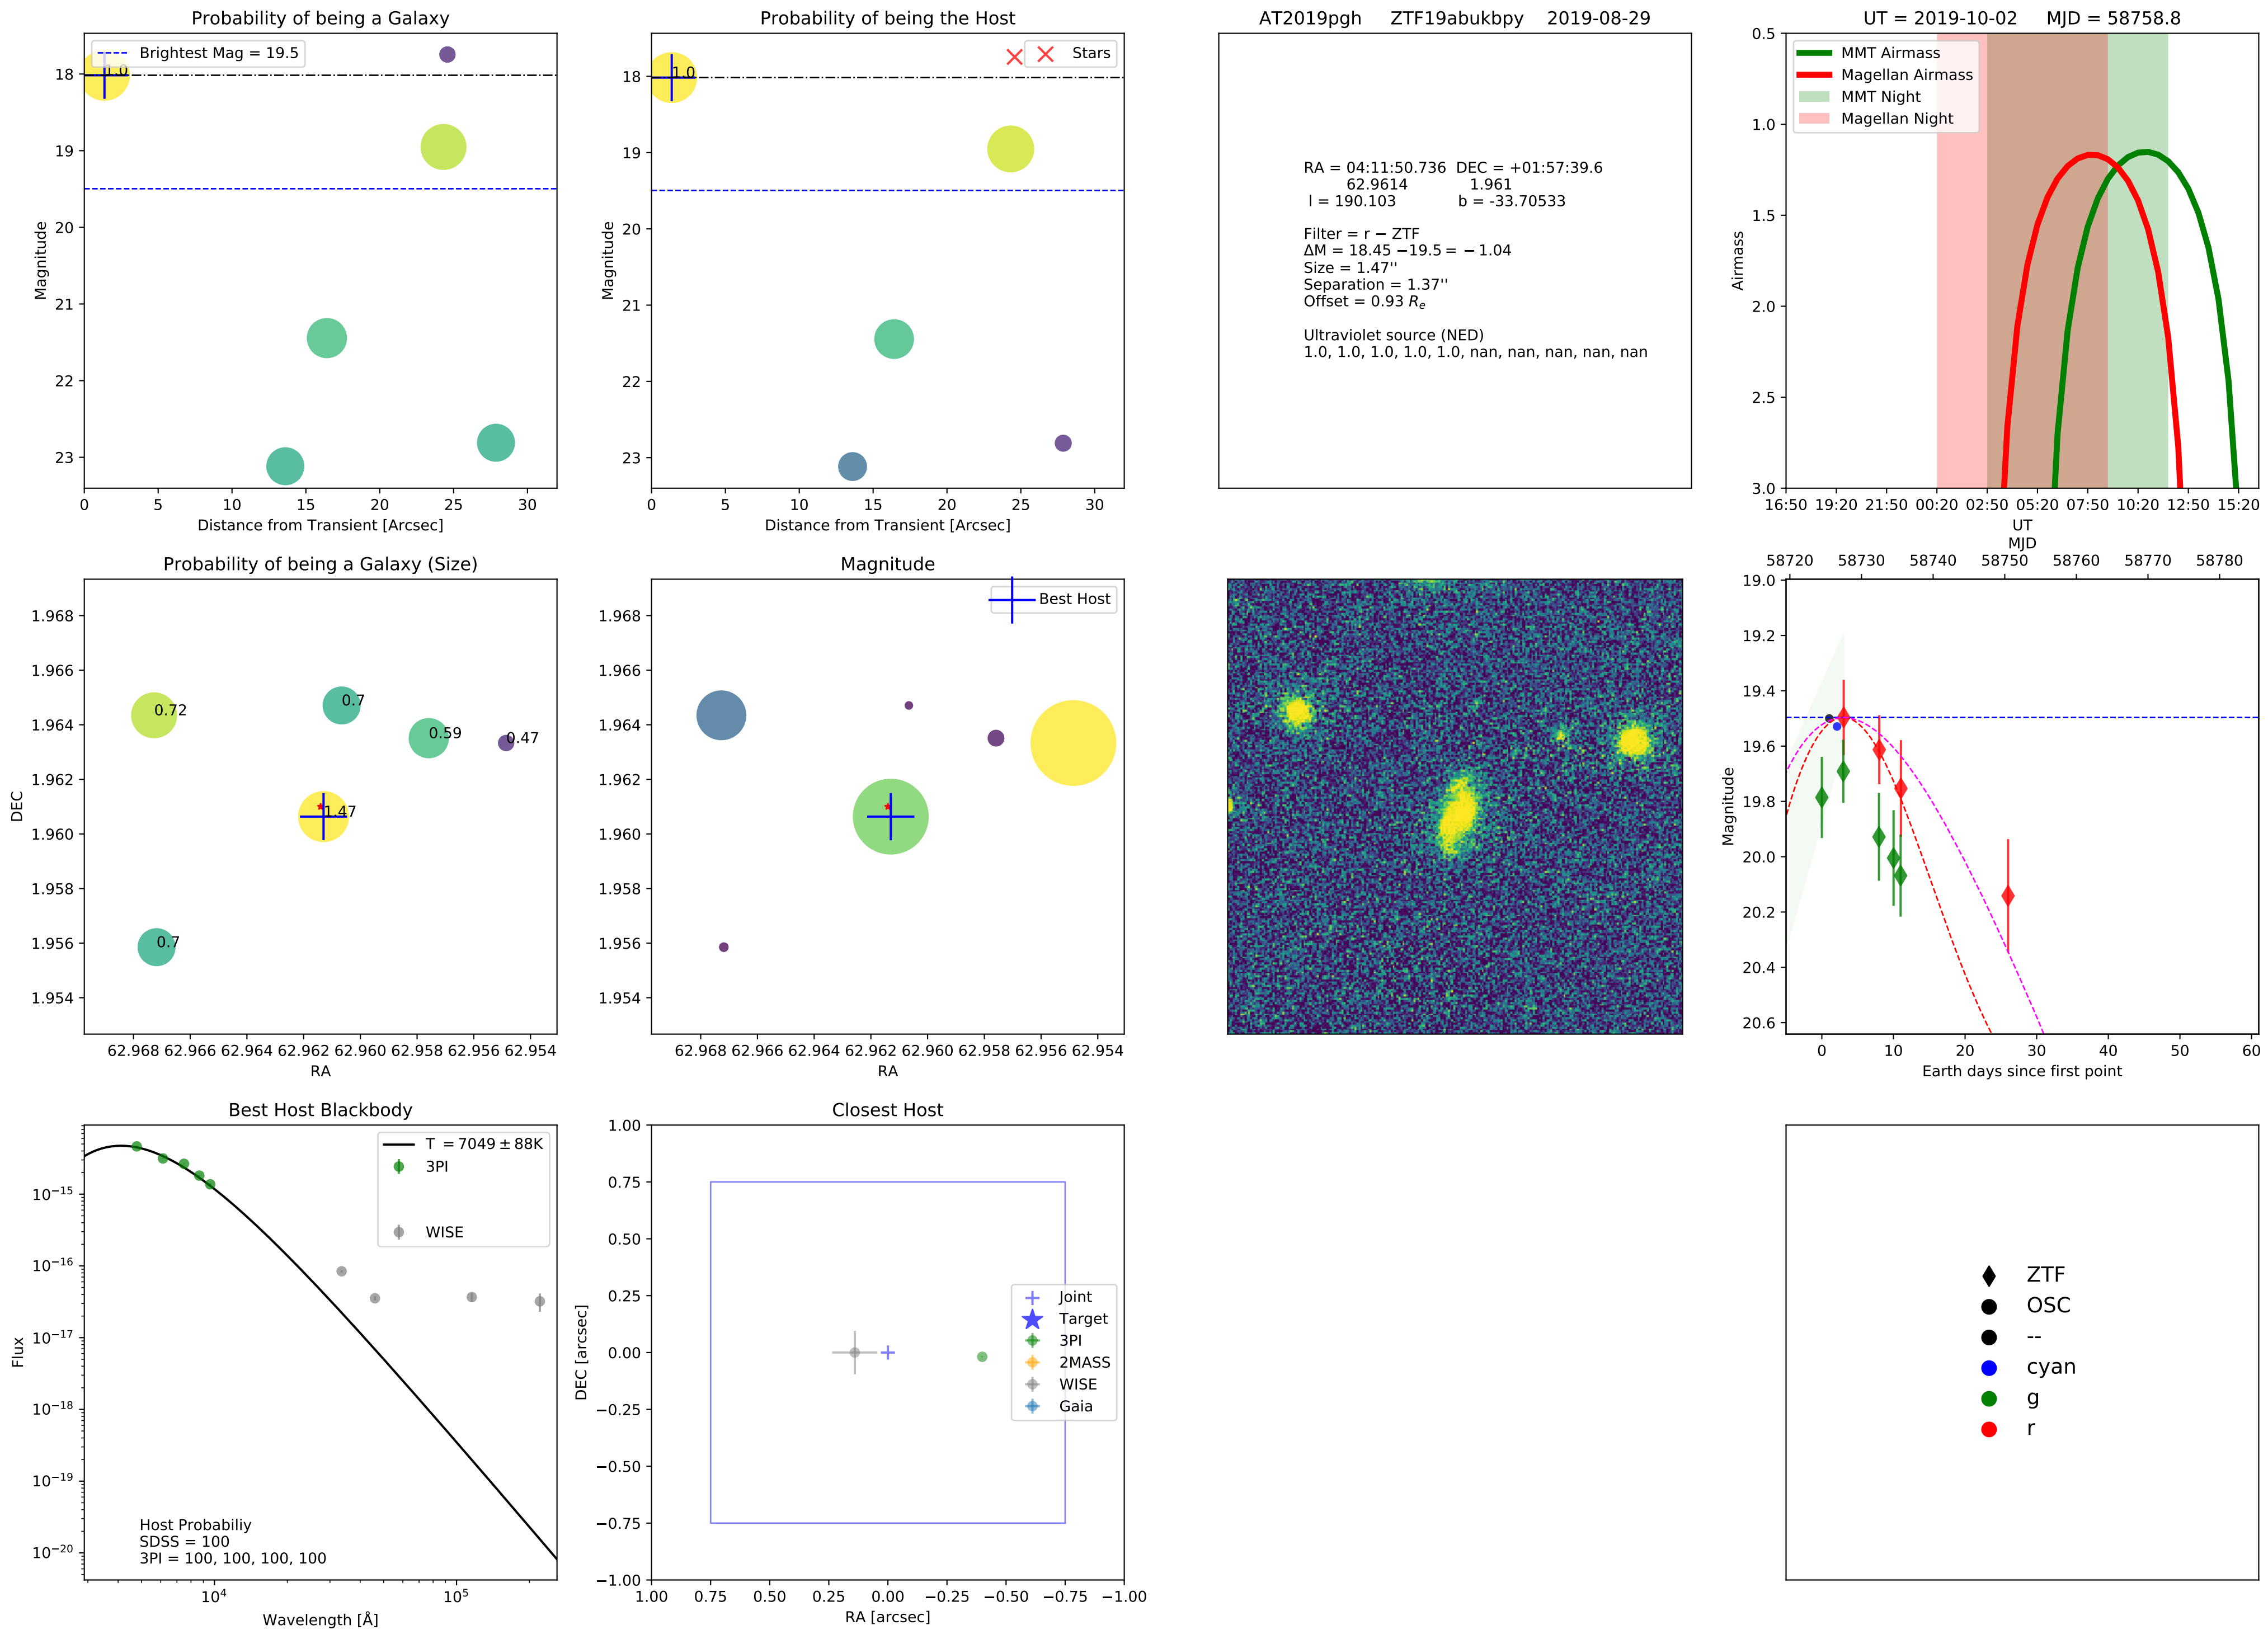 Probability of being a Galaxy
Brightest Mag = 19.5
1.0
18
19
20
21
22
23
Magnitude
0 5 10 15 20 25 30
Distance from Transient [Arcsec]
Probability of being the Host
Stars
1.0
18
19
20
21
22
23
Magnitude
0 5 10 15 20 25 30
Distance from Transient [Arcsec]
AT2019pgh ZTF19abukbpy 2019-08-29
RA = 04:11:50.736 DEC = +01:57:39.6
62.9614 1.961
l = 190.103 b = -33.70533
Filter = r − ZTF
ΔM = 18.45 −19.5 = −1.04
Size = 1.47''
Separation = 1.37''
Offset = 0.93 Re
Ultraviolet source (NED)
1.0, 1.0, 1.0, 1.0, 1.0, nan, nan, nan, nan, nan
UT = 2019-10-02 MJD = 58758.8
MMT Airmass
Magellan Airmass
MMT Night
Magellan Night
0.5
1.0
1.5
2.0
2.5
3.0
Airmass
16:50 19:20 21:50 00:20 02:50 05:20 07:50 10:20 12:50 15:20
UT
Probability of being a Galaxy (Size)
0.72
0.7
0.59
0.47
1.47
0.7
1.968
1.966
1.964
1.962
1.960
1.958
1.956
1.954
DEC
62.968 62.966 62.964 62.962 62.960 62.958 62.956 62.954
RA
Magnitude
Best Host
1.968
1.966
1.964
1.962
1.960
1.958
1.956
1.954
62.968 62.966 62.964 62.962 62.960 62.958 62.956 62.954
RA
MJD
58720 58730 58740 58750 58760 58770 58780
19.0
19.2
19.4
19.6
19.8
20.0
20.2
20.4
20.6
Magnitude
0 10 20 30 40 50 60
Earth days since first point
Best Host Blackbody
T = 7049 ± 88K
3PI
WISE
10−15
10−16
10−17
10−18
10−19
10−20
Flux
Host Probabiliy
SDSS = 100
3PI = 100, 100, 100, 100
104 105
Wavelength [Å]
Closest Host
Joint
Target
3PI
2MASS
WISE
Gaia
1.00
0.75
0.50
0.25
0.00
−0.25
−0.50
−0.75
−1.00
DEC [arcsec]
1.00 0.75 0.50 0.25 0.00 −0.25 −0.50 −0.75 −1.00
RA [arcsec]
ZTF
OSC
--
cyan
g
r